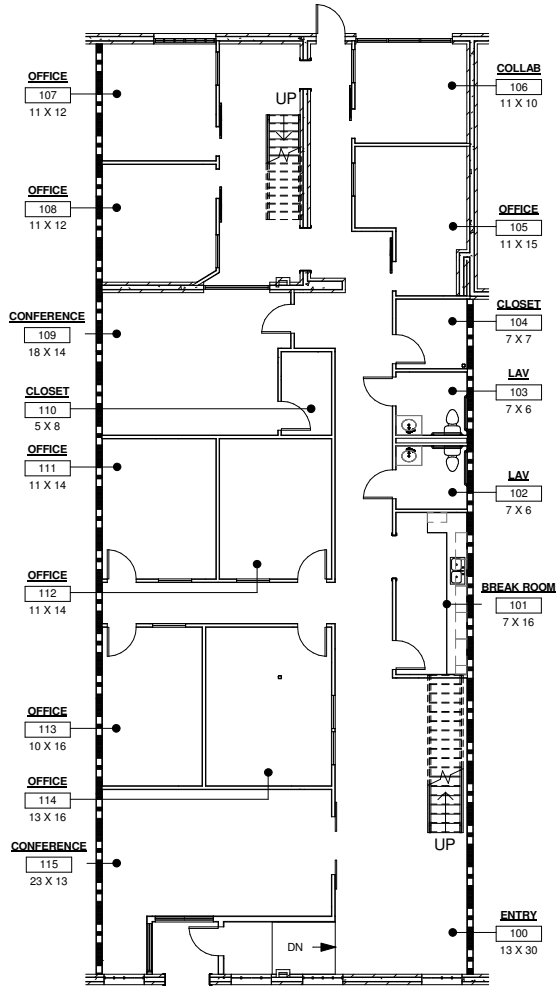 OFFICE
107
11 X 12
UP
COLLAB
106
11 X 10
OFFICE
108
11 X 12
OFFICE
105
11 X 15
CONFERENCE
109
18 X 14
CLOSET
104
7 X 7
CLOSET
110
5 X 8
LAV
103
7 X 6
OFFICE
111
11 X 14
LAV
102
7 X 6
OFFICE
112
11 X 14
BREAK ROOM
101
7 X 16
OFFICE
113
10 X 16
OFFICE
114
13 X 16
UP
CONFERENCE
115
23 X 13
DN
ENTRY
100
13 X 30